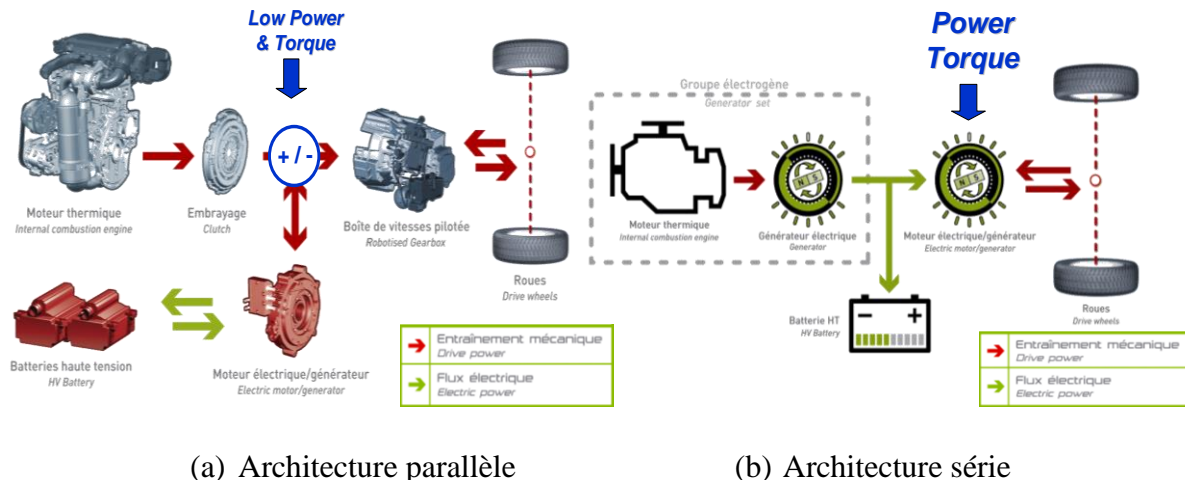 Low Power
& Torque
+ / -
Moteur thermique
Internal combustion engine
Embrayage
Clutch
Boîte de vitesses pilotée
Robotised Gearbox
Roues
Drive wheels
Batteries haute tension
HV Battery
Moteur électrique/générateur
Electric motor/generator
Entraînement mécanique
Drive power
Flux électrique
Electric power
(a) Architecture parallèle
Power
Torque
Groupe électrogène
Generator set
N S
N S
Moteur thermique
Internal combustion engine
Générateur électrique
Generator
Moteur électrique/générateur
Electric motor/generator
Batterie HT
HV Battery
− +
Roues
Drive wheels
Entraînement mécanique
Drive power
Flux électrique
Electric power
(b) Architecture série